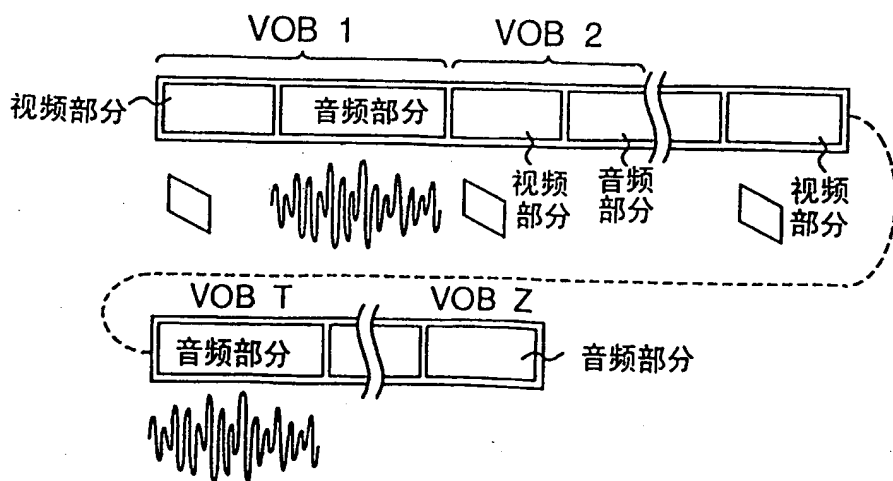 VOB 1
VOB 2
视频部分
音频部分
视频
部分
音频
部分
视频
部分
VOB T
VOB Z
音频部分
音频部分